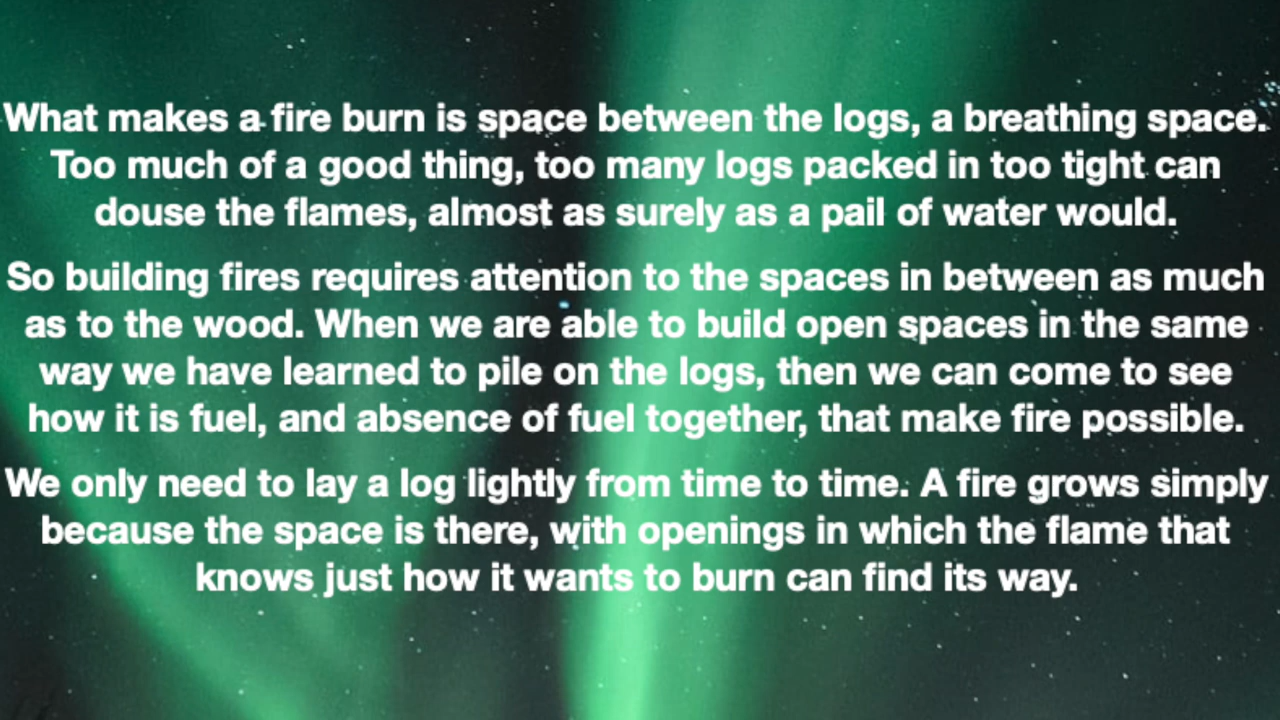 What makes a fire burn is space between the logs, a breathing space.
Too much of a good thing, too many logs packed in too tight can
douse the flames, almost as surely as a pail of water would.
So building fires requires attention to the spaces in between as much
as to the wood. When we are able to build open spaces in the same
way we have learned to pile on the logs, then we can come to see
how it is fuel, and absence of fuel together, that make fire possible.
We only need to lay a log lightly from time to time. A fire grows simply
because the space is there, with openings in which the flame that
knows just how it wants to burn can find its way.